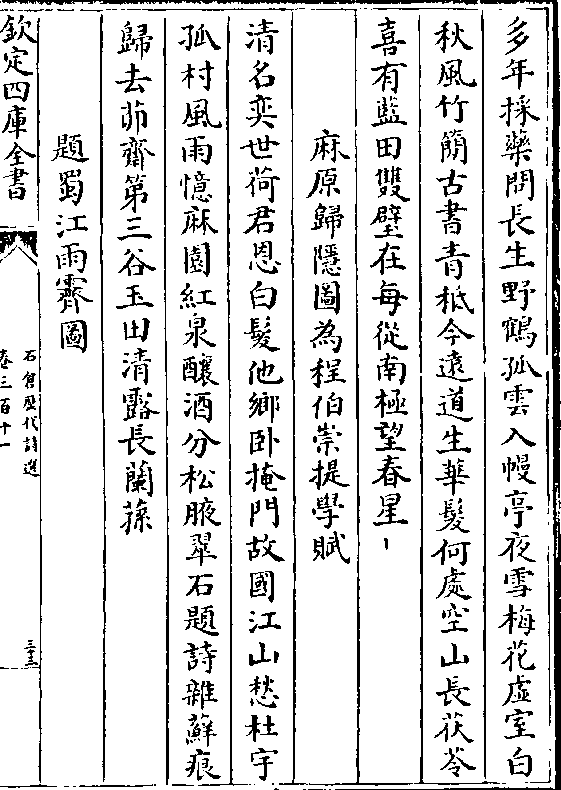 多年採藥問長生野鶴孤雲入幔亭夜雪梅花虛室白
秋風竹簡古書青秪今遠道生華髮何處空山長茯苓
喜有藍田雙璧在每從南極望春星
麻原歸隱圖為程伯崇提學賦
清名奕世荷君恩白髮他鄉卧掩門故國江山愁杜宇
孤村風雨憶麻園紅泉釀酒分松腋翠石題詩雜蘚痕
歸去茆齋第三谷玉田清露長蘭蓀
題蜀江雨霽圖
欽定四庫全書
石倉歷代詩選
卷三百十一
三十三